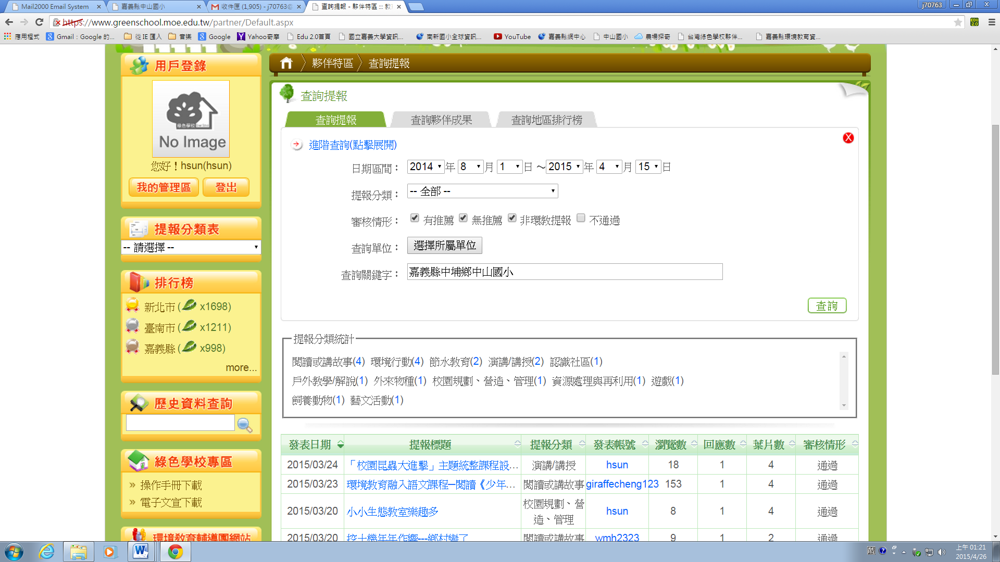 Mail2000 Email System
嘉義縣中山國小
收件匣 (1,905) - j70763@
查詢提報 - 夥伴特區 ::: 教
j70763
https://www.greenschool.moe.edu.tw/partner/Default.aspx
應用程式 Gmail：Google 的... 從 IE 匯入 音樂 Google Yahoo奇摩 Edu 2.0首頁 國立嘉義大學資訊... 南新國小全球資訊... YouTube 嘉義縣網中心 中山國小 農場探奇 台灣綠色學校夥伴... 嘉義縣環境教育資...
用戶登錄
No Image
您好！hsun(hsun)
我的管理區 登出
提報分類表
-- 請選擇 --
排行榜
新北市 ( x1698)
臺南市 ( x1211)
嘉義縣 ( x998)
more...
歷史資料查詢
綠色學校專區
» 操作手冊下載
» 電子文宣下載
環境教育輔導團網站
夥伴特區 查詢提報
查詢提報
查詢提報 查詢夥伴成果 查詢地區排行榜
進階查詢(點擊展開)
X
日期區間： 2014 年 8 月 1 日 ～2015 年 4 月 15 日
提報分類： -- 全部 --
審核情形： 有推薦 無推薦 非環教提報 不通過
查詢單位： 選擇所屬單位
查詢關鍵字： 嘉義縣中埔鄉中山國小
查詢
提報分類統計
閱讀或講故事(4) 環境行動(4) 節水教育(2) 演講/講授(2) 認識社區(1)
戶外教學/解說(1) 外來物種(1) 校園規劃、營造、管理(1) 資源處理與再利用(1) 遊戲(1)
飼養動物(1) 藝文活動(1)
發表日期 提報標題 提報分類 發表帳號 瀏覽數 回應數 葉片數 審核情形
2015/03/24 「校園昆蟲大進擊」主題統整課程設... 演講/講授 hsun 18 1 4 通過
2015/03/23 環境教育融入語文課程─閱讀《少年... 閱讀或講故事 giraffecheng123 153 1 4 通過
2015/03/20 小小生態教室樂趣多 校園規劃、營造、管理 hsun 8 1 4 通過
2015/03/20 挖土機年年作響---鄉村變了 閱讀或講故事 wmh2323 9 1 2 通過
上午 01:21
2015/4/26